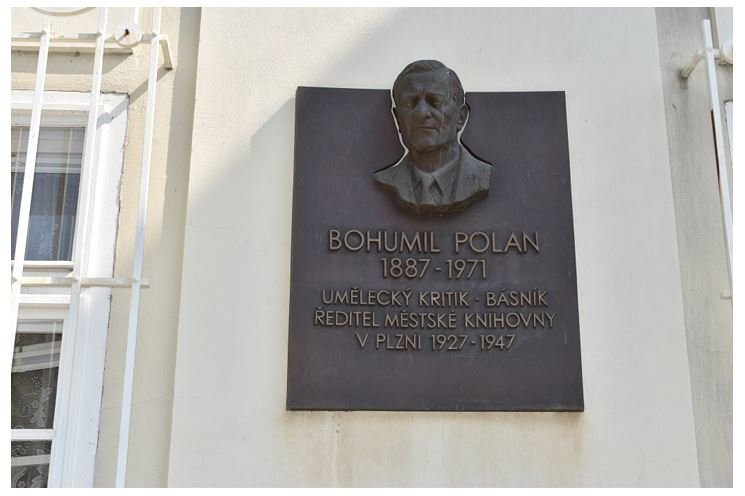 BOHUMIL POLAN
1887-1971
UMĚLECKÝ KRITIK · BÁSNÍK
ŘEDITEL MĚSTSKÉ KNIHOVNY
V PLZNI 1927-1947